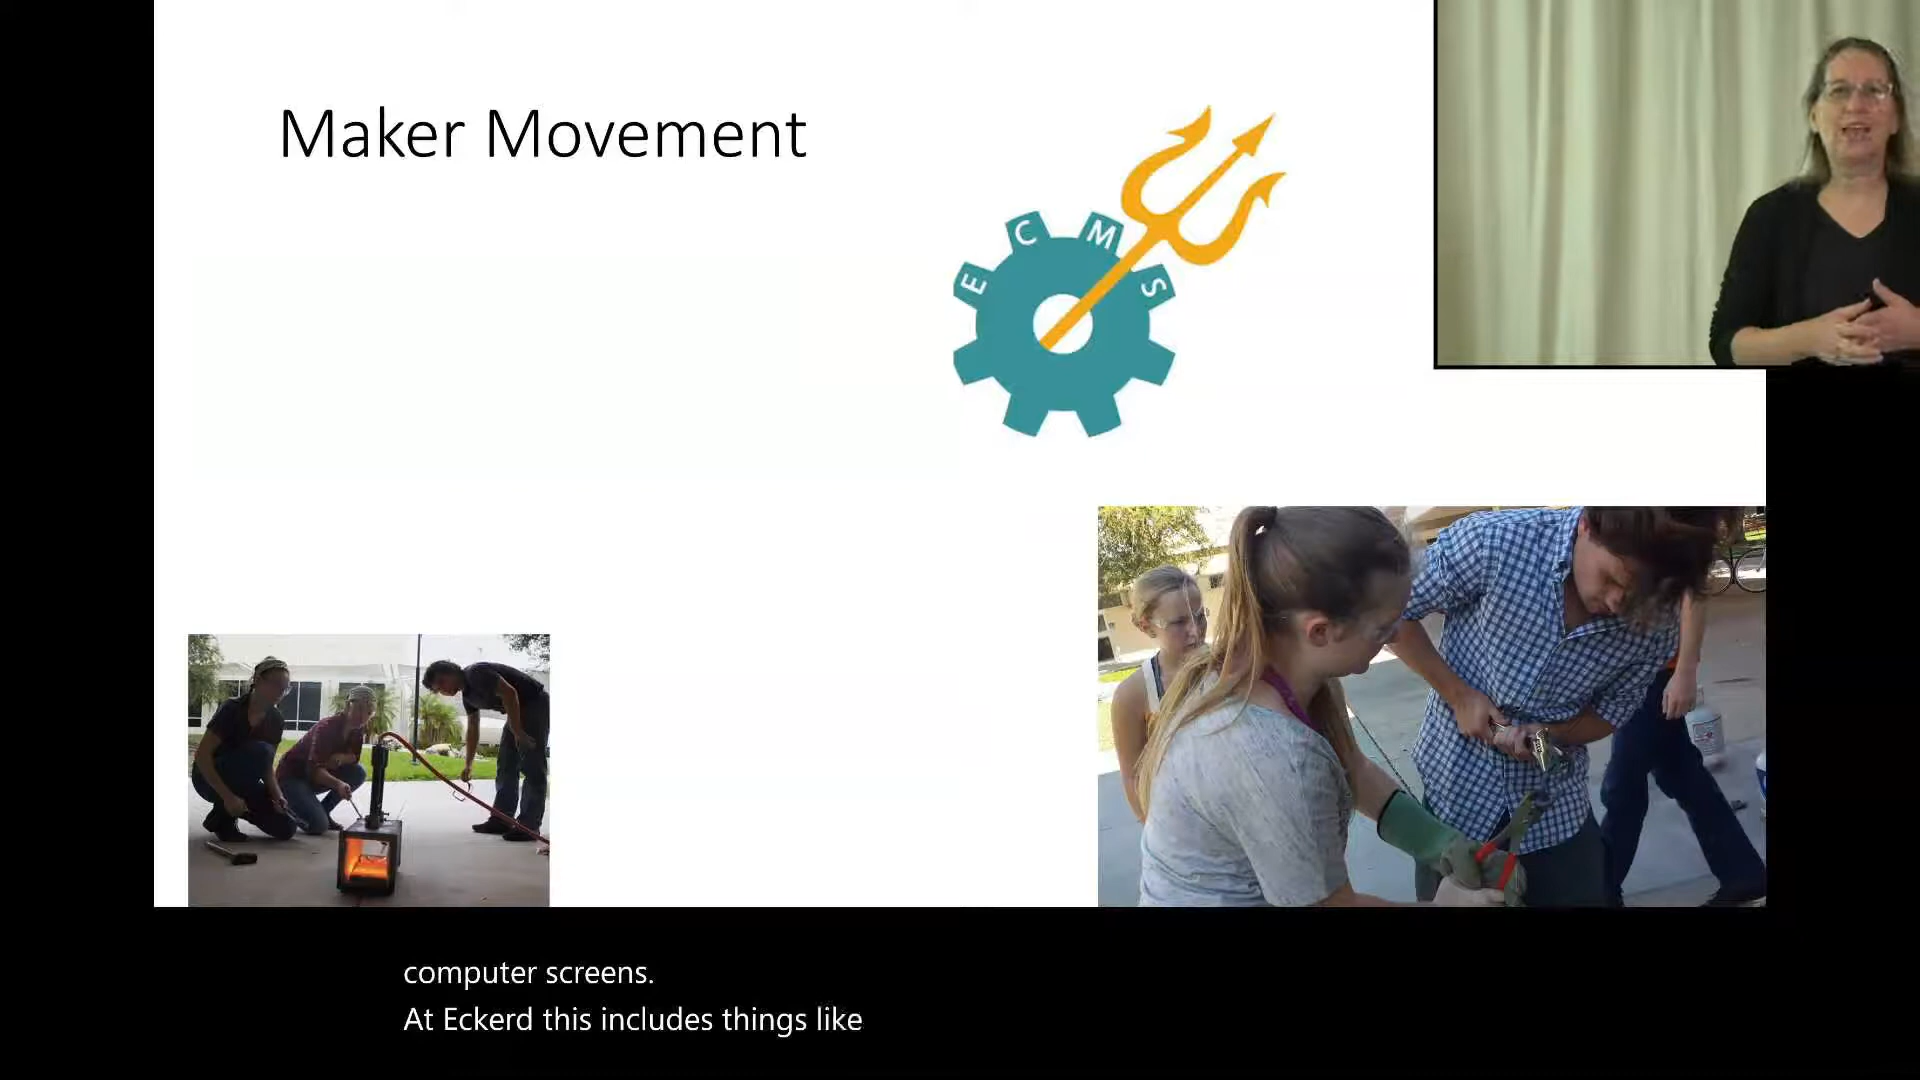 Maker Movement
E C M S
computer screens.
At Eckerd this includes things like